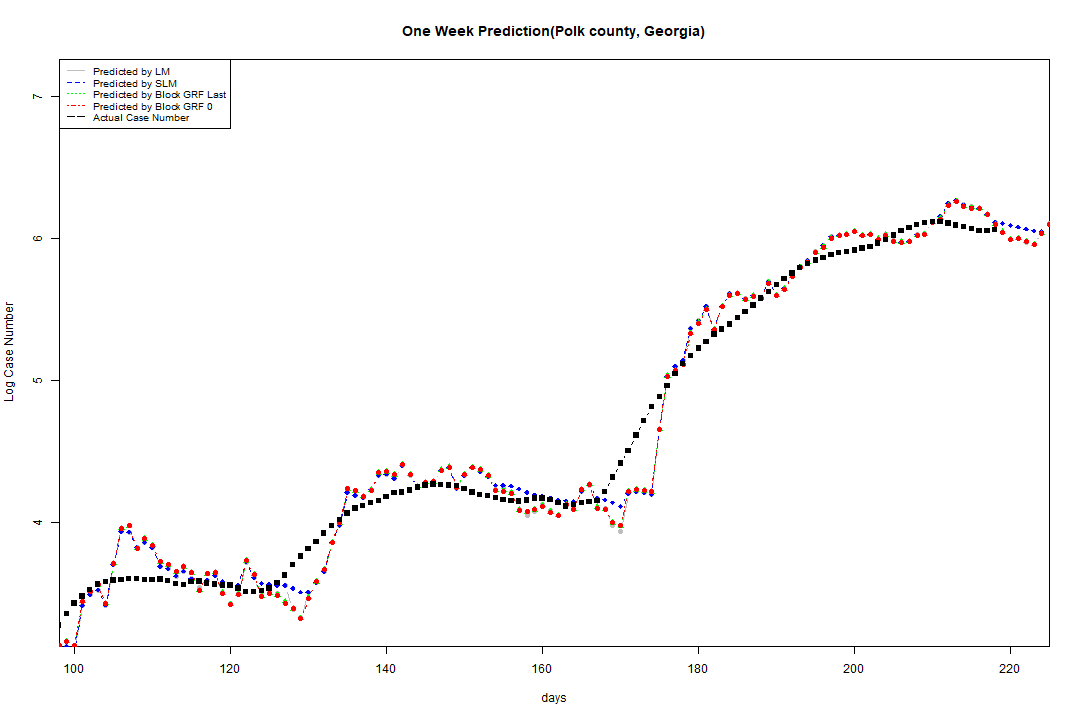 One Week Prediction(Polk county, Georgia)
Predicted by LM
Predicted by SLM
Predicted by Block GRF Last
Predicted by Block GRF 0
Actual Case Number
7
6
5
4
Log Case Number
100 120 140 160 180 200 220
days